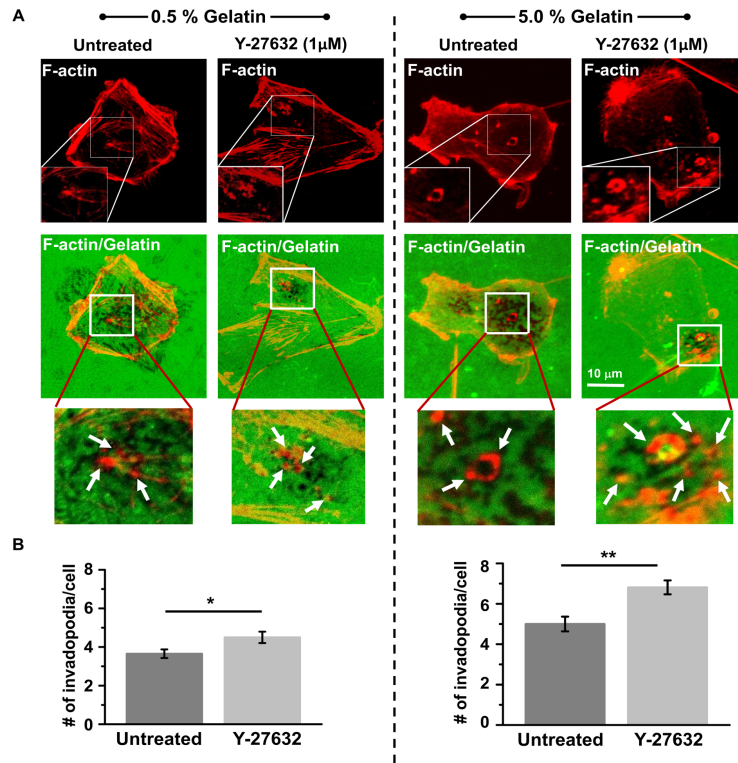 A
0.5 % Gelatin
5.0 % Gelatin
Untreated
Y-27632 (1µM)
Untreated
Y-27632 (1µM)
F-actin
F-actin
F-actin
F-actin
F-actin/Gelatin
F-actin/Gelatin
F-actin/Gelatin
F-actin/Gelatin
10 µm
B
# of invadopodia/cell
8
6
4
2
0
*
Untreated
Y-27632
# of invadopodia/cell
8
6
4
2
0
**
Untreated
Y-27632